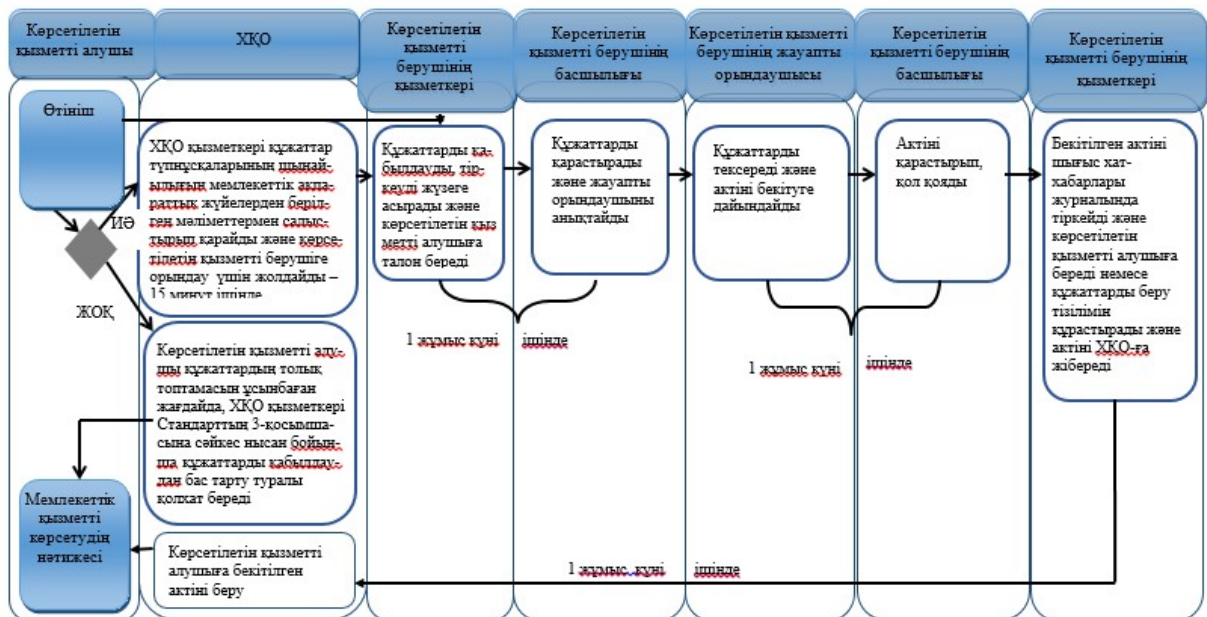 Көрсетілетін
қызметті алушы
ХҚО
Көрсетілетін
қызметті
берушінің
қызметкері
Көрсетілетін
қызметті берушінің
басшылығы
Көрсетілетін қызметті
берушінің жауапты
орындаушысы
Көрсетілетін
қызметті берушінің
басшылығы
Көрсетілетін
қызметті берушінің
қызметкері
Өтініш
ИӘ
ЖОҚ
ХҚО қызметкері құжаттар
түпнұсқаларының шынай-
ылығын мемлекеттік ақпа-
раттық жүйелерден беріл-
ген мәліметтермен салыс-
тырып қарайды және көрсе-
тілетін қызметті берушіге
орындау үшін жолдайды –
15 минут ішінде
Құжаттарды қа-
былдауды, тір-
кеуді жүзеге
асырады және
көрсетілетін қыз
метті алушыға
талон береді
Құжаттарды
қарастырады
және жауапты
орындаушыны
анықтайды
Құжаттарды
тексереді және
актіні бекітуге
дайындайды
Актіні
қарастырып,
қол қояды
Бекітілген актіні
шығыс хат-
хабарлары
журналында
тіркейді және
көрсетілетін
қызметті алушыға
береді немесе
құжаттарды беру
тізілімін
құрастырады және
актіні ХҚО-ға
жібереді
1 жұмыс күні ішінде
1 жұмыс күні ішінде
Көрсетілетін қызметті алу-
шы құжаттардың толық
топтамасын ұсынбаған
жағдайда, ХҚО қызметкері
Стандарттың 3-қосымша-
сына сәйкес нысан бойын-
ша құжаттарды қабылдау-
дан бас тарту туралы
қолхат береді
Мемлекеттік
қызметті
көрсетудің
нәтижесі
Көрсетілетін қызметті
алушыға бекітілген
актіні беру
1 жұмыс күні ішінде